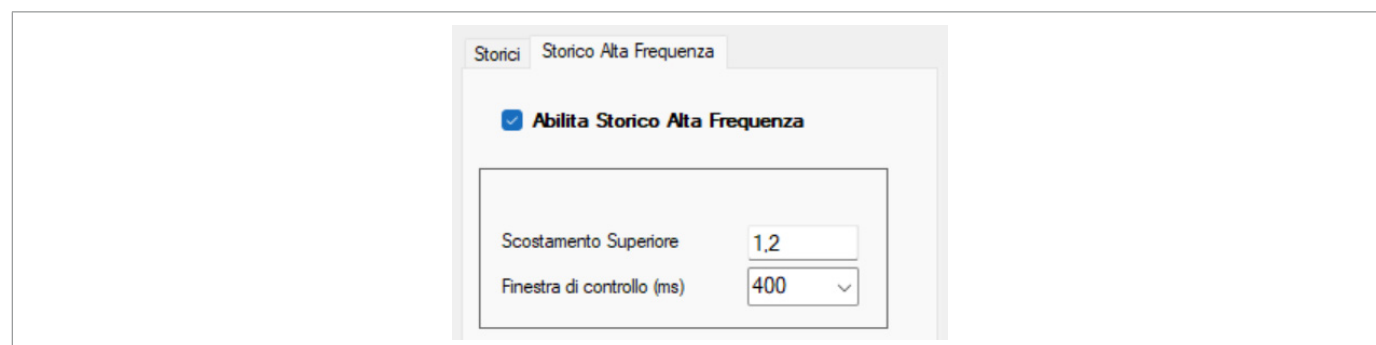 Storici Storico Alta Frequenza
Abilita Storico Alta Frequenza
Scostamento Superiore 1,2
Finestra di controllo (ms) 400